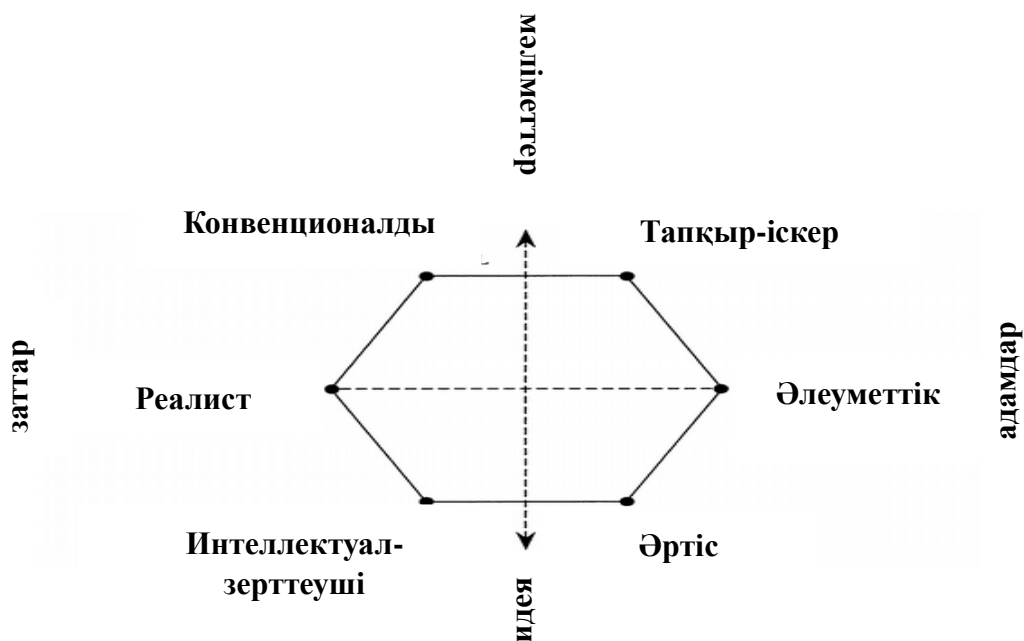 мәліметтер
Конвенционалды
Тапқыр-іскер
заттар
Реалист
Әлеуметтік
адамдар
Интеллектуал-
зерттеуші
Әртіс
идея